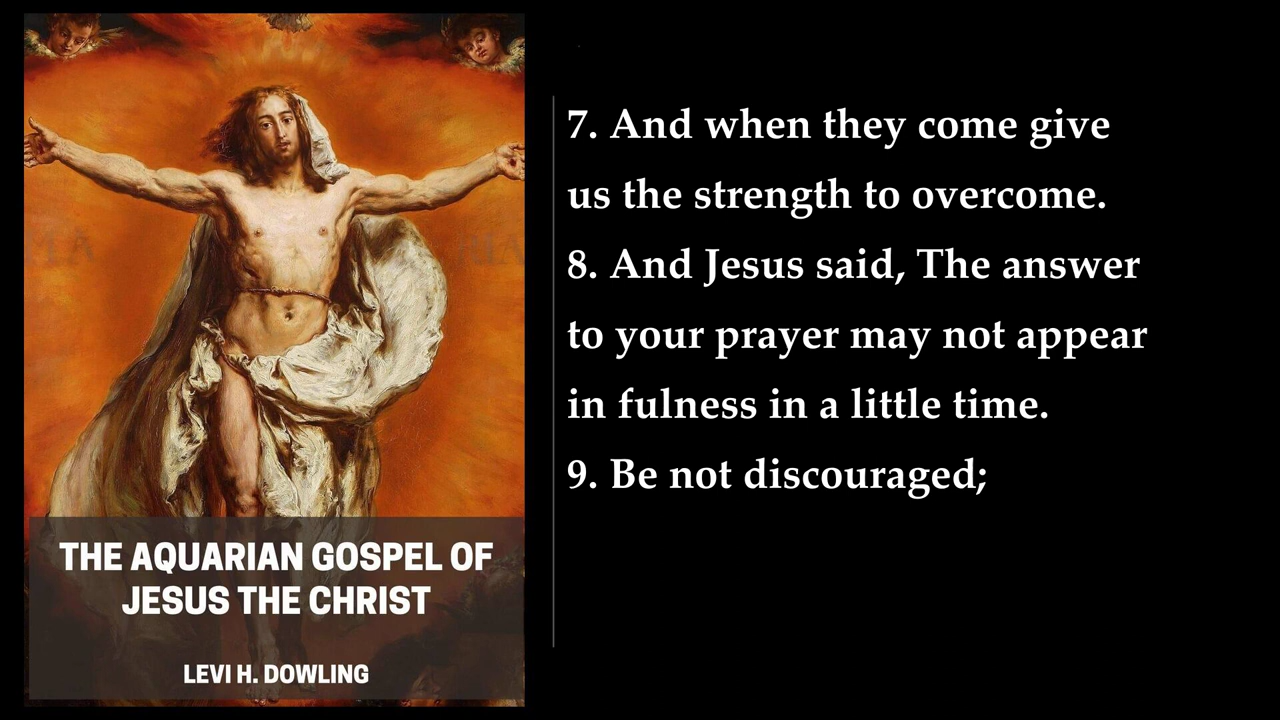 THE AQUARIAN GOSPEL OF
JESUS THE CHRIST
LEVI H. DOWLING
7. And when they come give
us the strength to overcome.
8. And Jesus said, The answer
to your prayer may not appear
in fulness in a little time.
9. Be not discouraged;